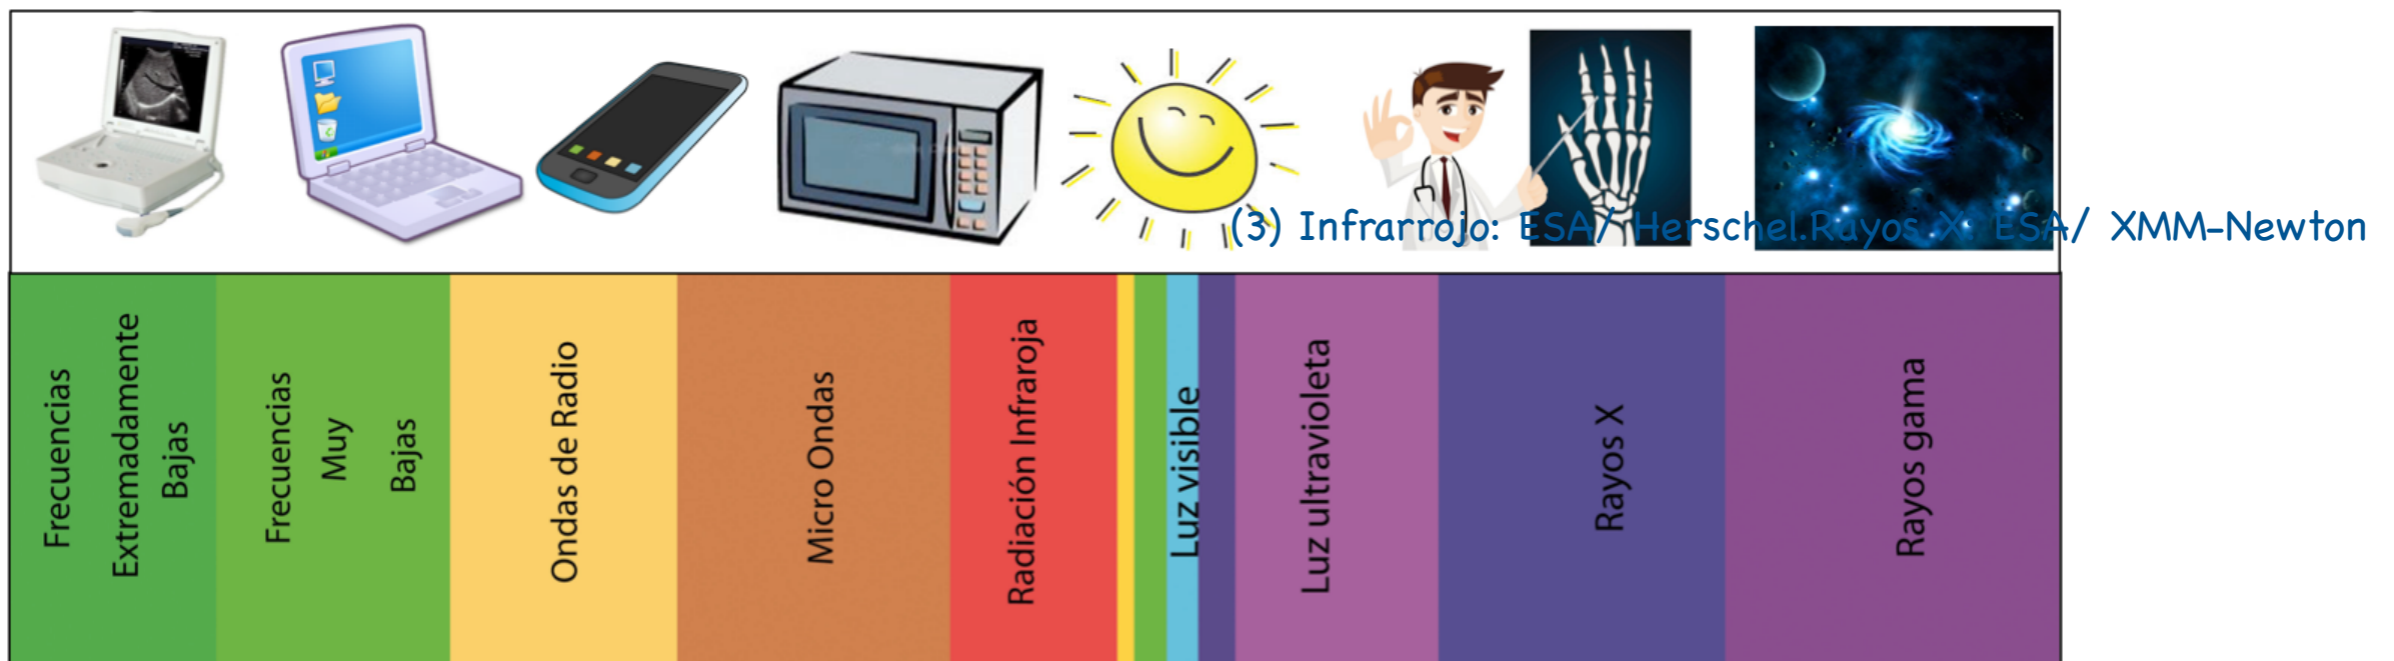 (3) Infrarrojo: ESA/ Herschel.Rayos X: ESA/ XMM-Newton
Frecuencias
Extremadamente
Bajas
Frecuencias
Muy
Bajas
Ondas de Radio
Micro Ondas
Radiación Infraroja
Luz visible
Luz ultravioleta
Rayos X
Rayos gama